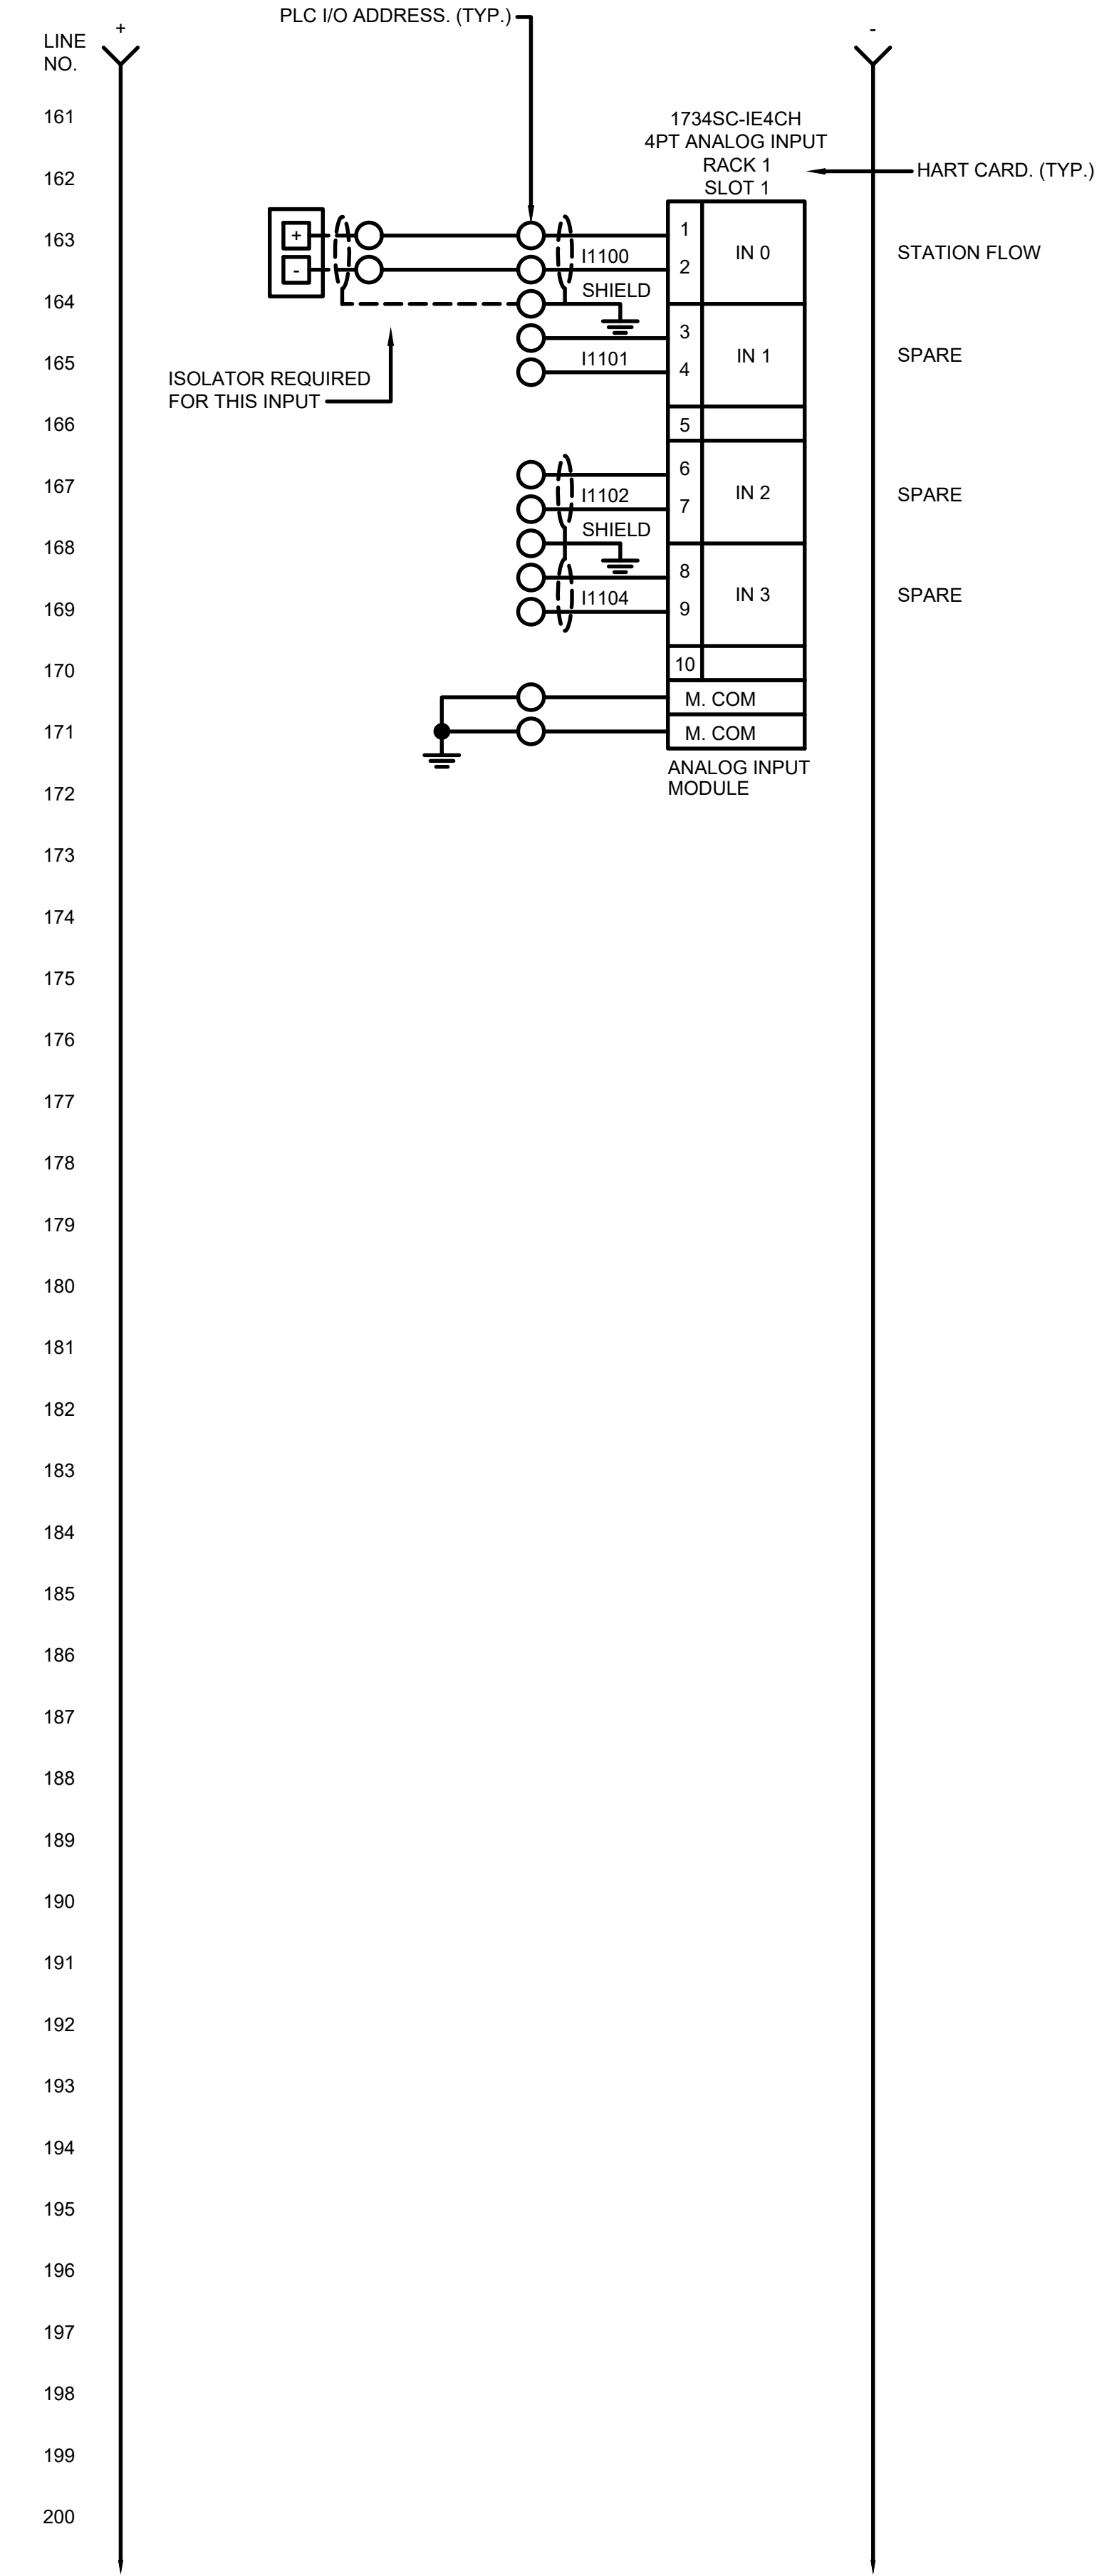 PLC I/O ADDRESS. (TYP.)
+
-
LINE
NO.
161
1734SC-IE4CH
4PT ANALOG INPUT
RACK 1
162
HART CARD. (TYP.)
SLOT 1
163
+
1
I1100
IN 0
STATION FLOW
-
2
164
SHIELD
3
165
I1101
4
IN 1
SPARE
ISOLATOR REQUIRED
FOR THIS INPUT
166
5
6
167
I1102
7
IN 2
SPARE
168
SHIELD
8
169
I1104
9
IN 3
SPARE
170
10
M. COM
171
M. COM
ANALOG INPUT
MODULE
172
173
174
175
176
177
178
179
180
181
182
183
184
185
186
187
188
189
190
191
192
193
194
195
196
197
198
199
200